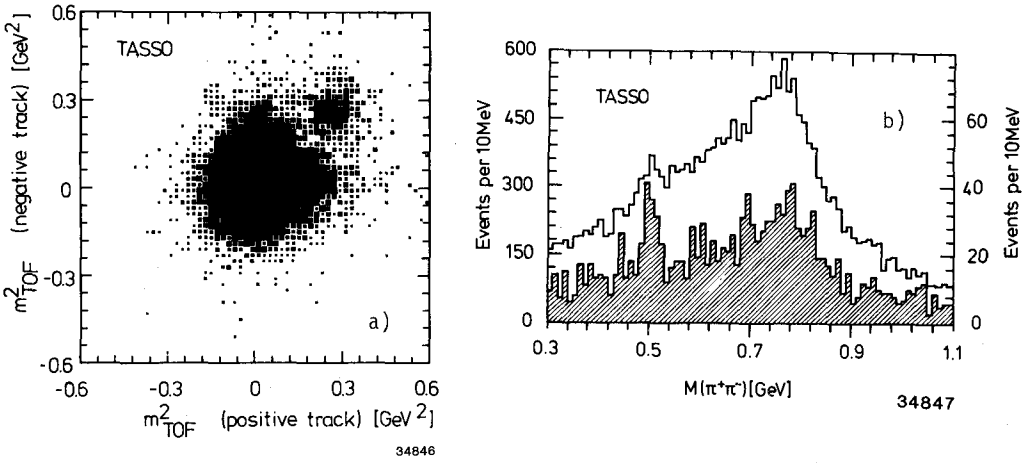 0.6
0.3
0
-0.3
-0.6
m²TOF (negative track) [GeV²]
TASSO
a)
-0.6 -0.3 0 0.3 0.6
m²TOF (positive track) [GeV²]
34846
600
450
300
150
0
Events per 10MeV
TASSO
b)
60
40
20
0
Events per 10MeV
0.3 0.5 0.7 0.9 1.1
M(π⁺π⁻)[GeV]
34847